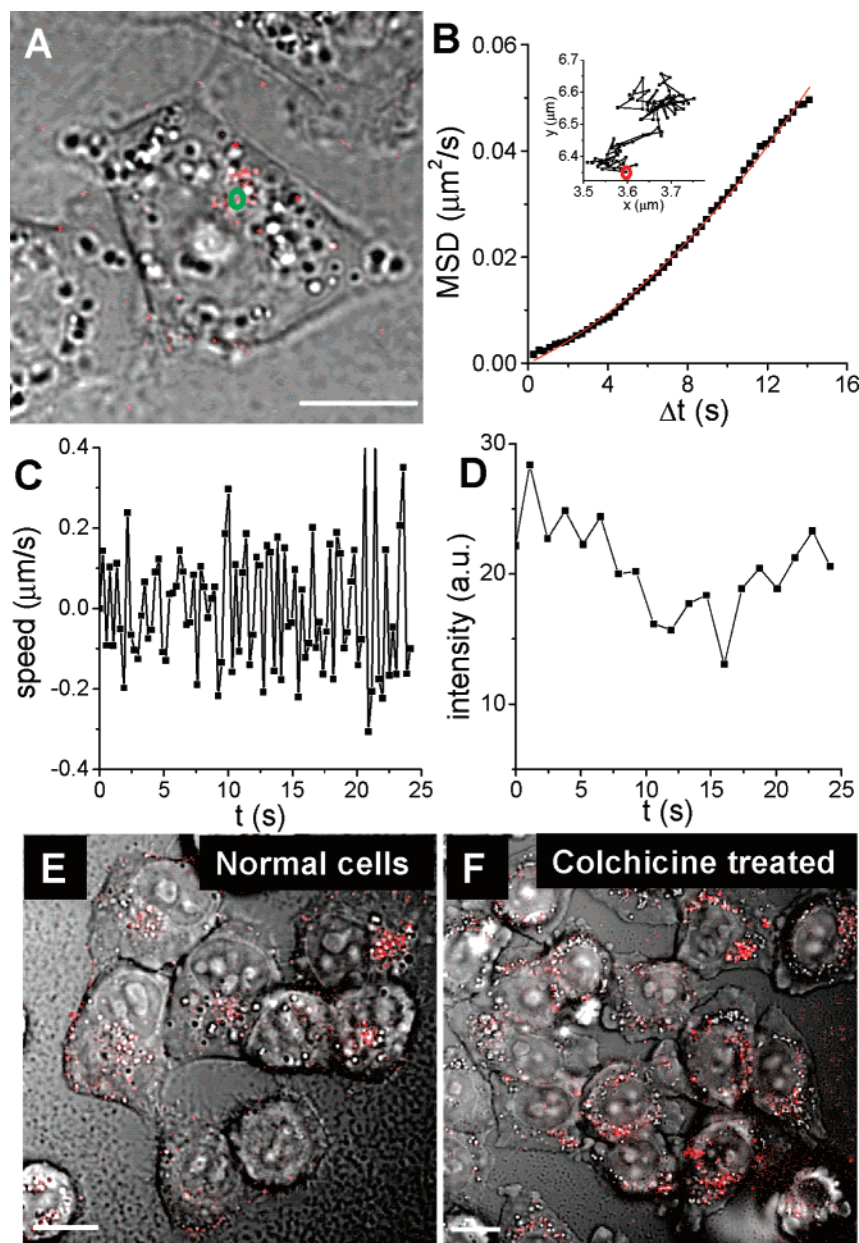 A
B
MSD (μm²/s)
0.06
0.04
0.02
0.00
0
4
8
12
16
Δt (s)
y (μm)
6.7
6.6
6.5
6.4
3.5
3.6
3.7
x (μm)
C
speed (μm/s)
0.4
0.2
0.0
-0.2
-0.4
0
5
10
15
20
25
t (s)
D
intensity (a.u.)
30
20
10
0
5
10
15
20
25
t (s)
E
Normal cells
F
Colchicine treated